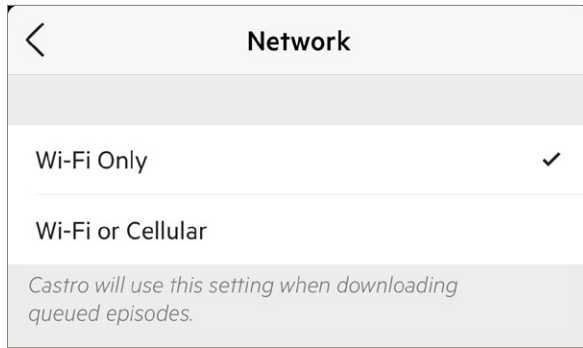 Network
Wi-Fi Only
Wi-Fi or Cellular
Castro will use this setting when downloading
queued episodes.